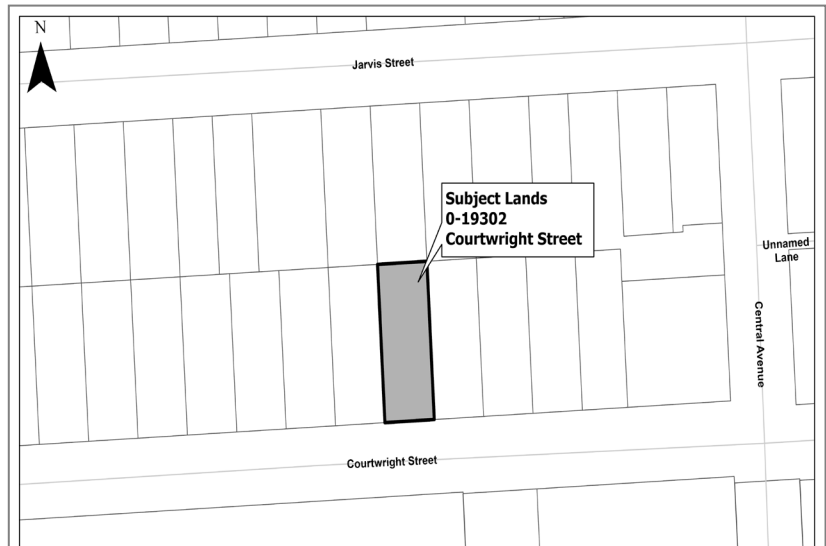 N
Jarvis Street
Subject Lands
0-19302
Courtwright Street
Unnamed
Lane
Central Avenue
Courtwright Street